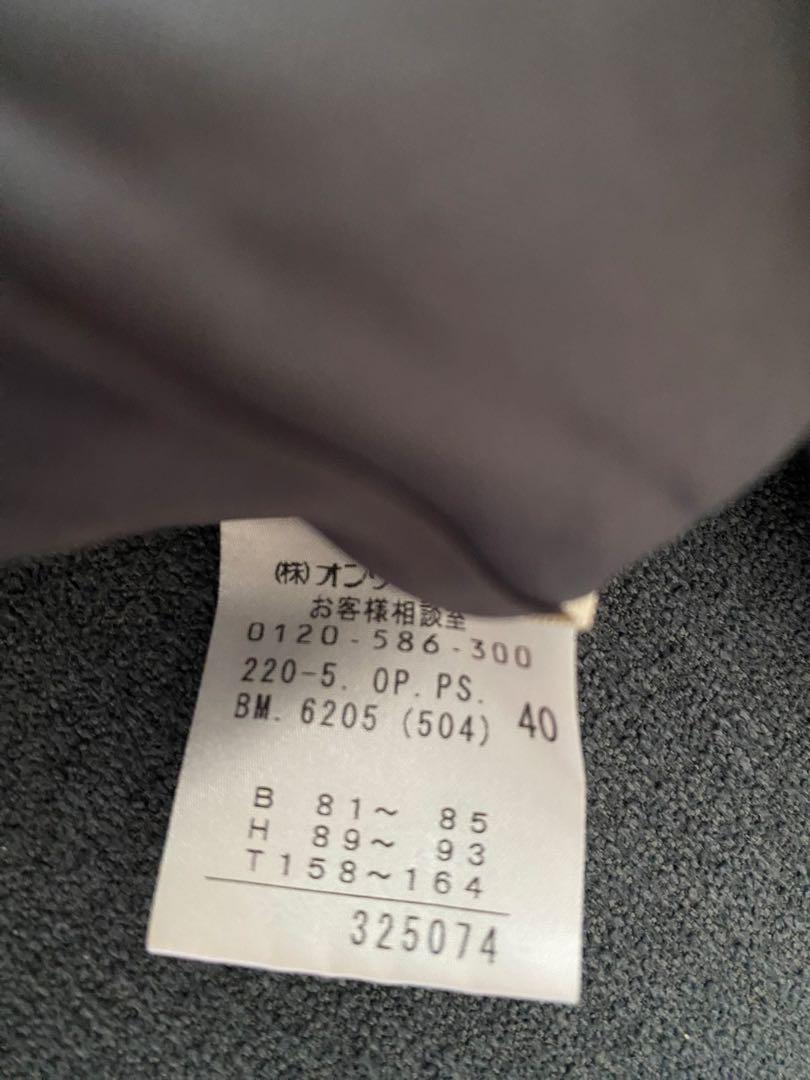 (株)オン
お客様相談室
0120-586-300
220-5. OP. PS.
BM. 6205 (504) 40
B 81～ 85
H 89～ 93
T158～164
325074